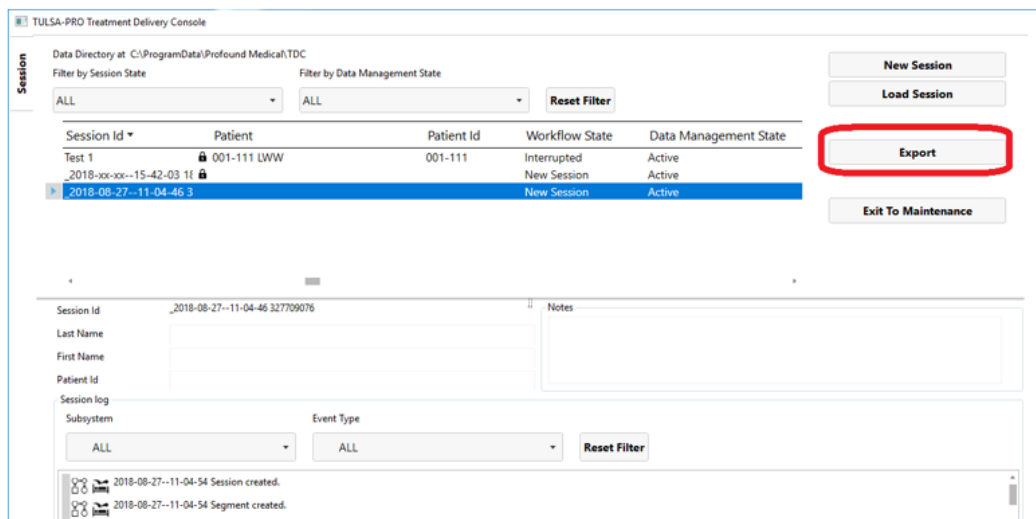 TULSA-PRO Treatment Delivery Console
Session
Data Directory at C:\ProgramData\Profound Medical\TDC
Filter by Session State Filter by Data Management State
ALL ALL Reset Filter
New Session
Load Session
Export
Exit To Maintenance
Session Id Patient Patient Id Workflow State Data Management State
Test 1 001-111 LWW 001-111 Interrupted Active
_2018-xx-xx--15-42-03 18 New Session Active
_2018-08-27--11-04-46 3 New Session Active
Session Id _2018-08-27--11-04-46 327709076
Notes
Last Name
First Name
Patient Id
Session log
Subsystem Event Type
ALL ALL Reset Filter
2018-08-27--11-04-54 Session created.
2018-08-27--11-04-54 Segment created.